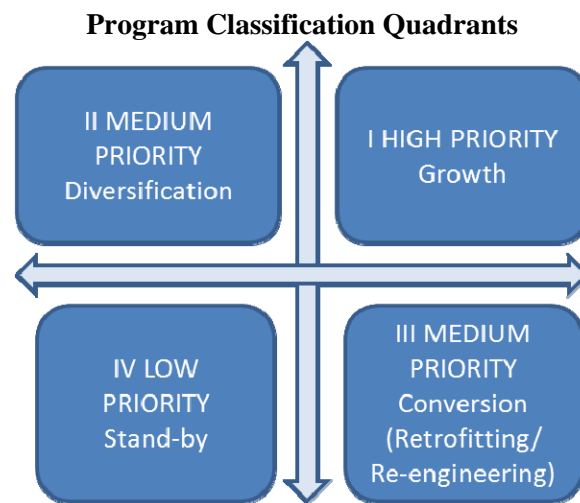 Program Classification Quadrants
II MEDIUM
PRIORITY
Diversification
I HIGH PRIORITY
Growth
IV LOW
PRIORITY
Stand-by
III MEDIUM
PRIORITY
Conversion
(Retrofitting/
Re-engineering)